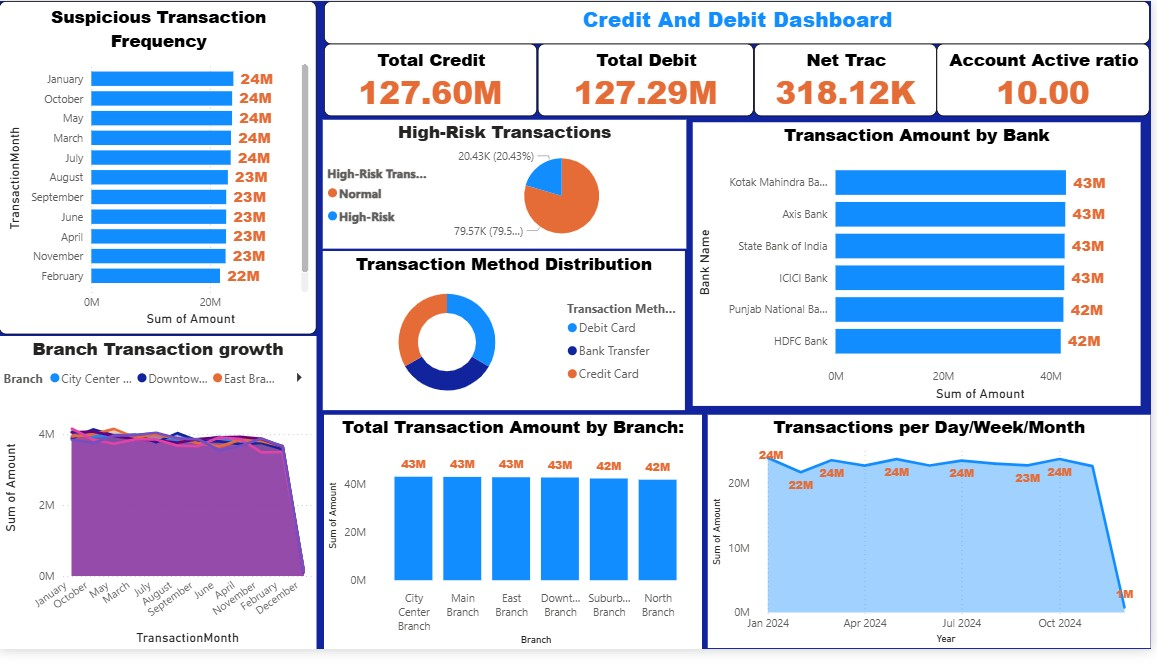 Suspicious Transaction
Frequency
TransactionMonth
January
24M
October
24M
May
24M
March
24M
July
24M
August
23M
September
23M
June
23M
April
23M
November
23M
February
22M
0M
20M
Sum of Amount
Credit And Debit Dashboard
Total Credit
127.60M
Total Debit
127.29M
Net Trac
318.12K
Account Active ratio
10.00
High-Risk Transactions
High-Risk Trans...
Normal
High-Risk
20.43K (20.43%)
79.57K (79.5...)
Transaction Method Distribution
Transaction Meth...
Debit Card
Bank Transfer
Credit Card
Transaction Amount by Bank
Bank Name
Kotak Mahindra Ba...
43M
Axis Bank
43M
State Bank of India
43M
ICICI Bank
43M
Punjab National Ba...
42M
HDFC Bank
42M
0M
20M
40M
Sum of Amount
Branch Transaction growth
Branch
City Center ...
Downtow...
East Bra...
Sum of Amount
4M
2M
0M
January
October
May
March
July
August
September
June
April
November
February
December
TransactionMonth
Total Transaction Amount by Branch:
Sum of Amount
40M
20M
0M
43M
43M
43M
43M
42M
42M
City
Center
Branch
Main
Branch
East
Branch
Downt...
Branch
Suburb...
Branch
North
Branch
Branch
Transactions per Day/Week/Month
Sum of Amount
20M
10M
0M
24M
22M
24M
24M
24M
23M
24M
1M
Jan 2024
Apr 2024
Jul 2024
Oct 2024
Year